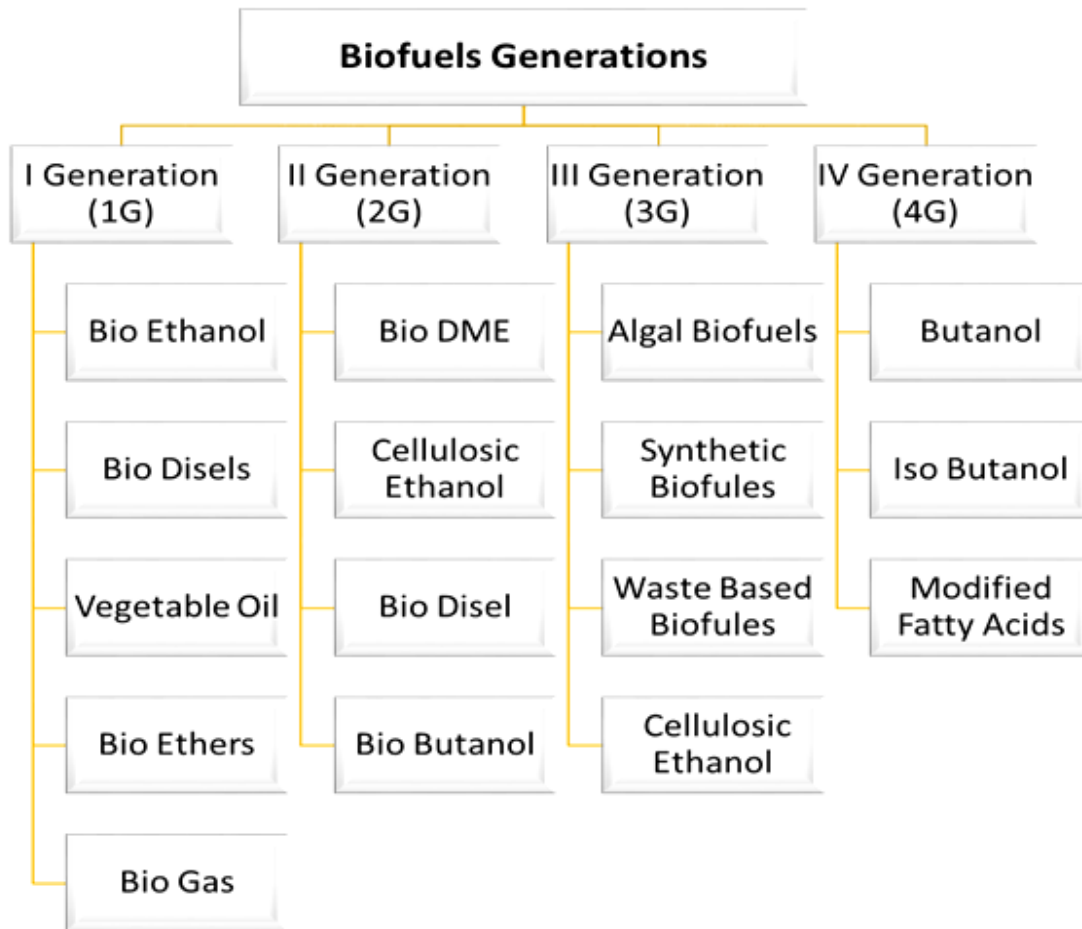 Biofuels Generations
I Generation
(1G)
II Generation
(2G)
III Generation
(3G)
IV Generation
(4G)
Bio Ethanol
Bio Disels
Vegetable Oil
Bio Ethers
Bio Gas
Bio DME
Cellulosic
Ethanol
Bio Disel
Bio Butanol
Algal Biofuels
Synthetic
Biofules
Waste Based
Biofules
Cellulosic
Ethanol
Butanol
Iso Butanol
Modified
Fatty Acids